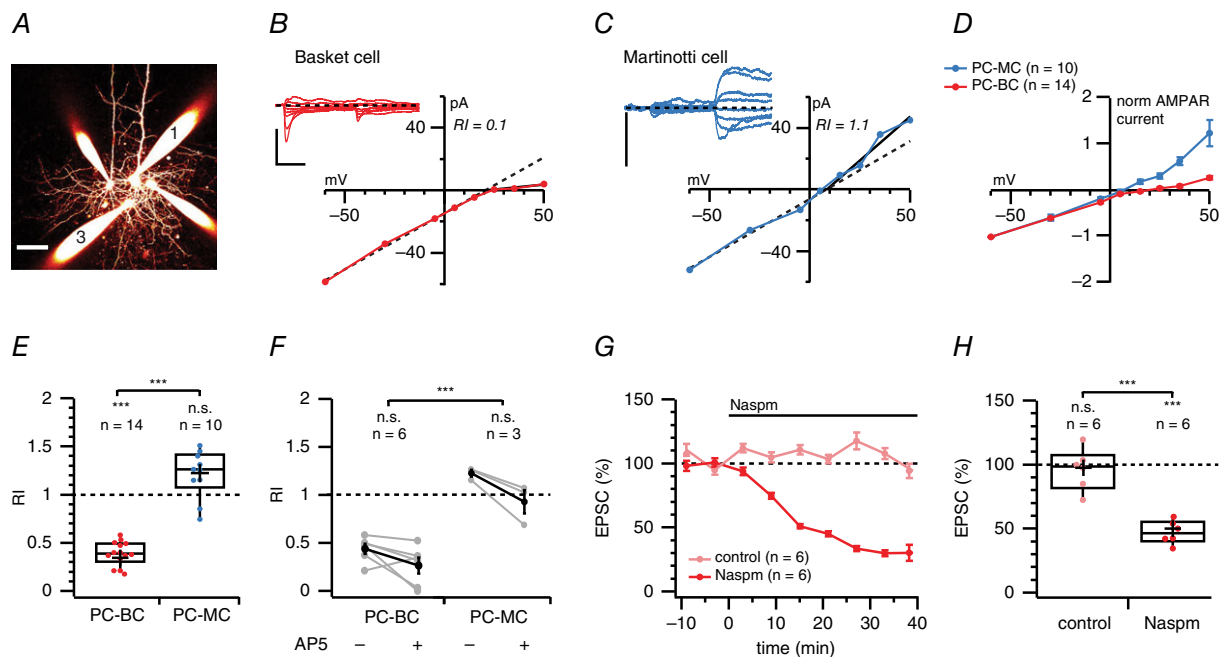 A
1
3
B
Basket cell
pA
40
RI = 0.1
mV
−50
50
−40
C
Martinotti cell
pA
40
RI = 1.1
mV
−50
50
−40
D
PC-MC (n = 10)
PC-BC (n = 14)
norm AMPAR
current
2
1
mV
−50
50
−1
−2
E
2
1.5
1
0.5
0
RI
***
***
n = 14
n.s.
n = 10
PC-BC
PC-MC
F
2
1.5
1
0.5
0
RI
***
n.s.
n = 6
n.s.
n = 3
PC-BC
PC-MC
AP5
−
+
−
+
G
150
100
50
0
EPSC (%)
Naspm
control (n = 6)
Naspm (n = 6)
−10
0
10
20
30
40
time (min)
H
150
100
50
0
EPSC (%)
***
n.s.
n = 6
***
n = 6
control
Naspm